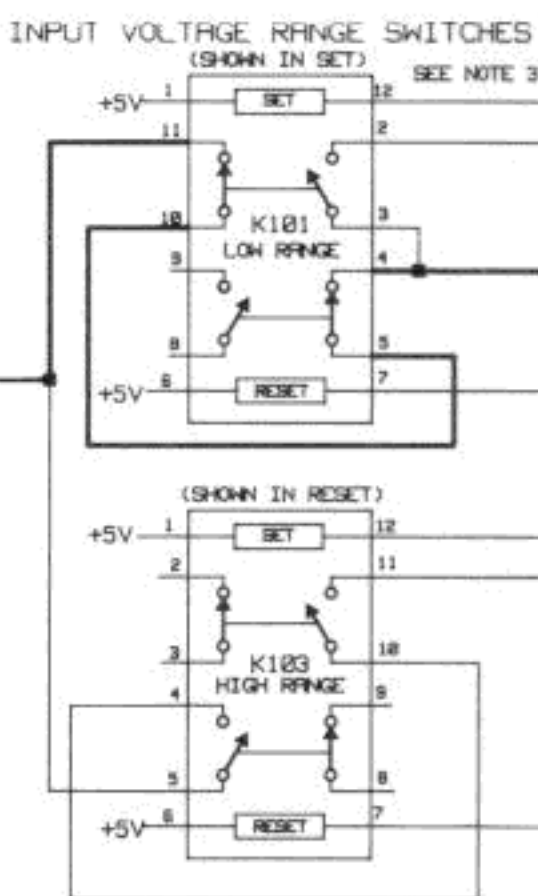 INPUT VOLTAGE RANGE SWITCHES
(SHOWN IN SET)
SEE NOTE 3
+5V 1 SET 12
11 2
10 K101 3
LOW RANGE
9 4
8 5
+5V 6 RESET 7
(SHOWN IN RESET)
+5V 1 SET 12
2 11
3 K103 10
HIGH RANGE
4 9
5 8
+5V 6 RESET 7